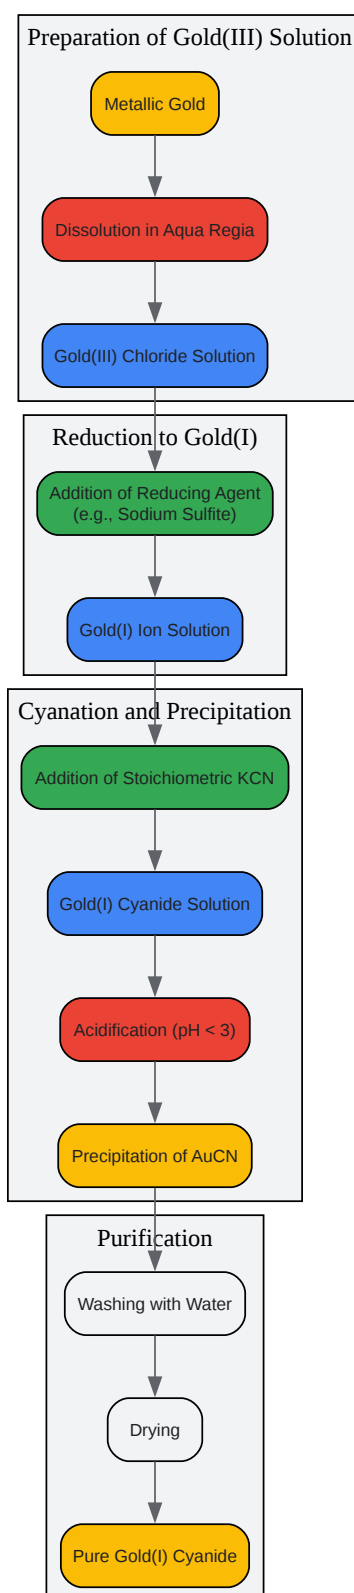 Preparation of Gold(III) Solution
Metallic Gold
Dissolution in Aqua Regia
Gold(III) Chloride Solution
Reduction to Gold(I)
Addition of Reducing Agent
(e.g., Sodium Sulfite)
Gold(I) Ion Solution
Cyanation and Precipitation
Addition of Stoichiometric KCN
Gold(I) Cyanide Solution
Acidification (pH < 3)
Precipitation of AuCN
Purification
Washing with Water
Drying
Pure Gold(I) Cyanide